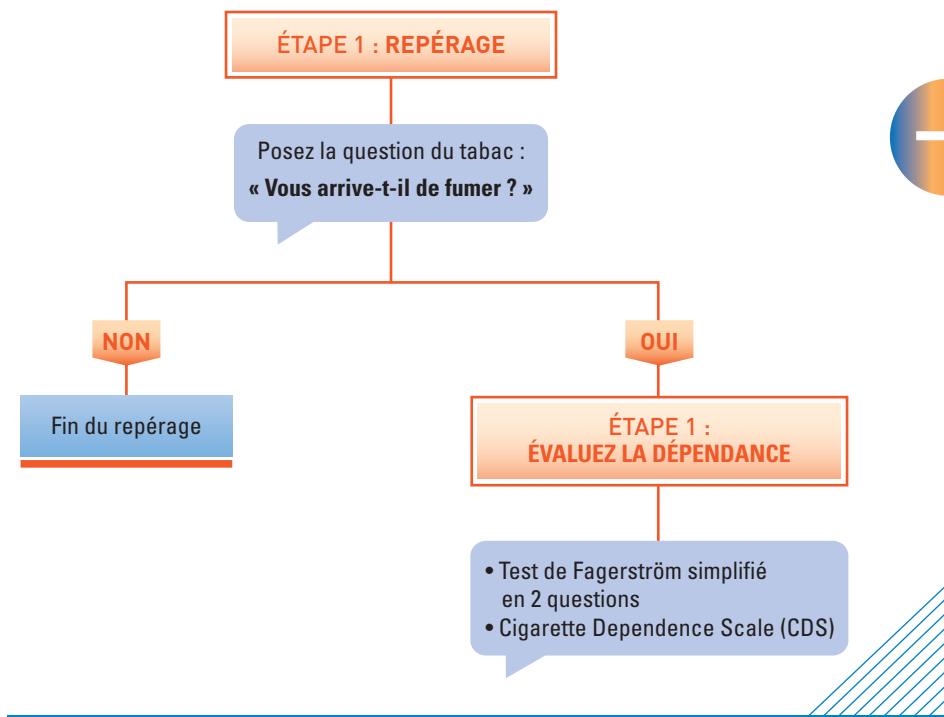 ÉTAPE 1 : REPÉRAGE
Posez la question du tabac :
« Vous arrive-t-il de fumer ? »
NON
OUI
Fin du repérage
ÉTAPE 1 :
ÉVALUEZ LA DÉPENDANCE
• Test de Fagerström simplifié
en 2 questions
• Cigarette Dependence Scale (CDS)